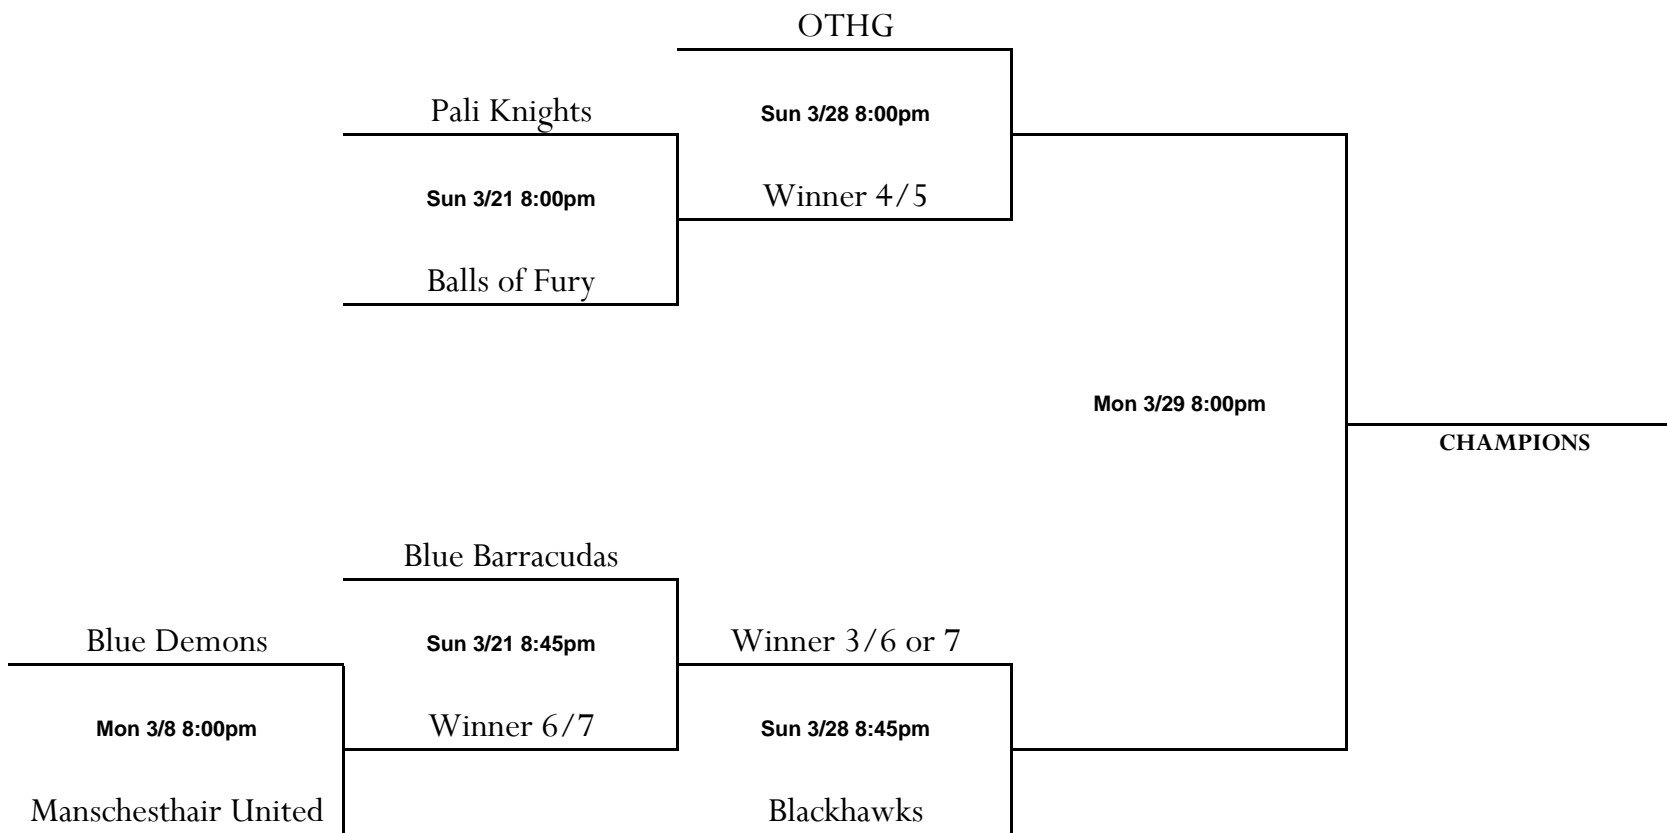 OTHG
Pali Knights
Sun 3/28 8:00pm
Sun 3/21 8:00pm
Winner 4/5
Balls of Fury
Mon 3/29 8:00pm
CHAMPIONS
Blue Barracudas
Blue Demons
Sun 3/21 8:45pm
Winner 3/6 or 7
Mon 3/8 8:00pm
Winner 6/7
Sun 3/28 8:45pm
Manschesthair United
Blackhawks